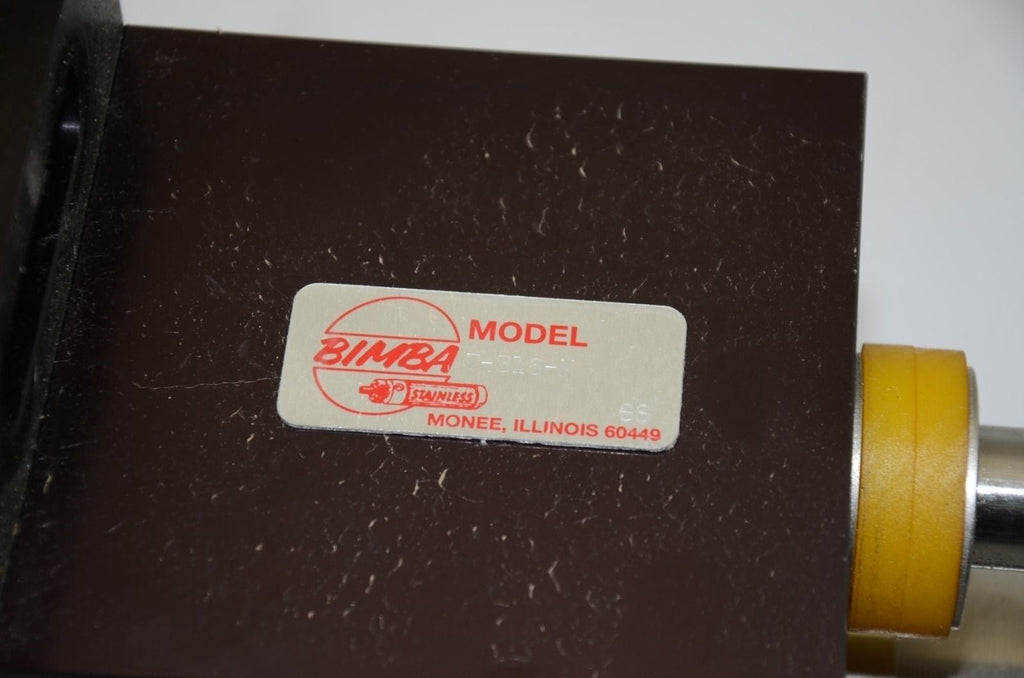 MODEL
BIMBA
STAINLESS
MONEE, ILLINOIS 60449